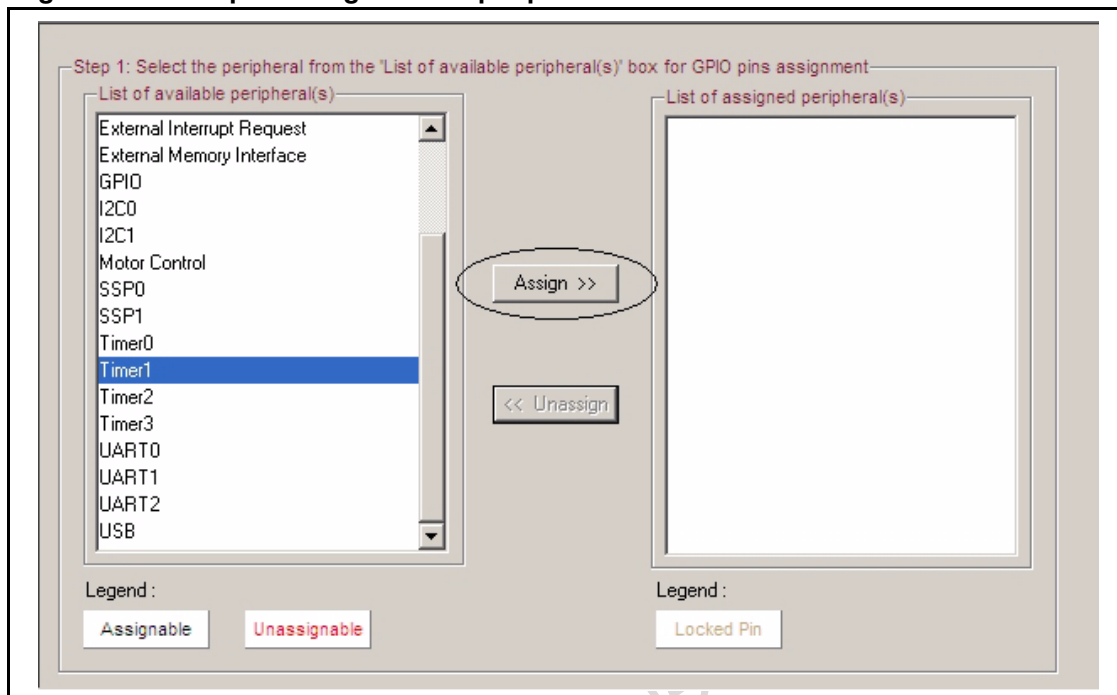 Step 1: Select the peripheral from the 'List of available peripheral(s)' box for GPIO pins assignment
List of available peripheral(s)
External Interrupt Request
External Memory Interface
GPIO
I2C0
I2C1
Motor Control
SSP0
SSP1
Timer0
Timer1
Timer2
Timer3
UART0
UART1
UART2
USB
Assign >>
<< Unassign
List of assigned peripheral(s)
Legend :
Assignable
Unassignable
Legend :
Locked Pin